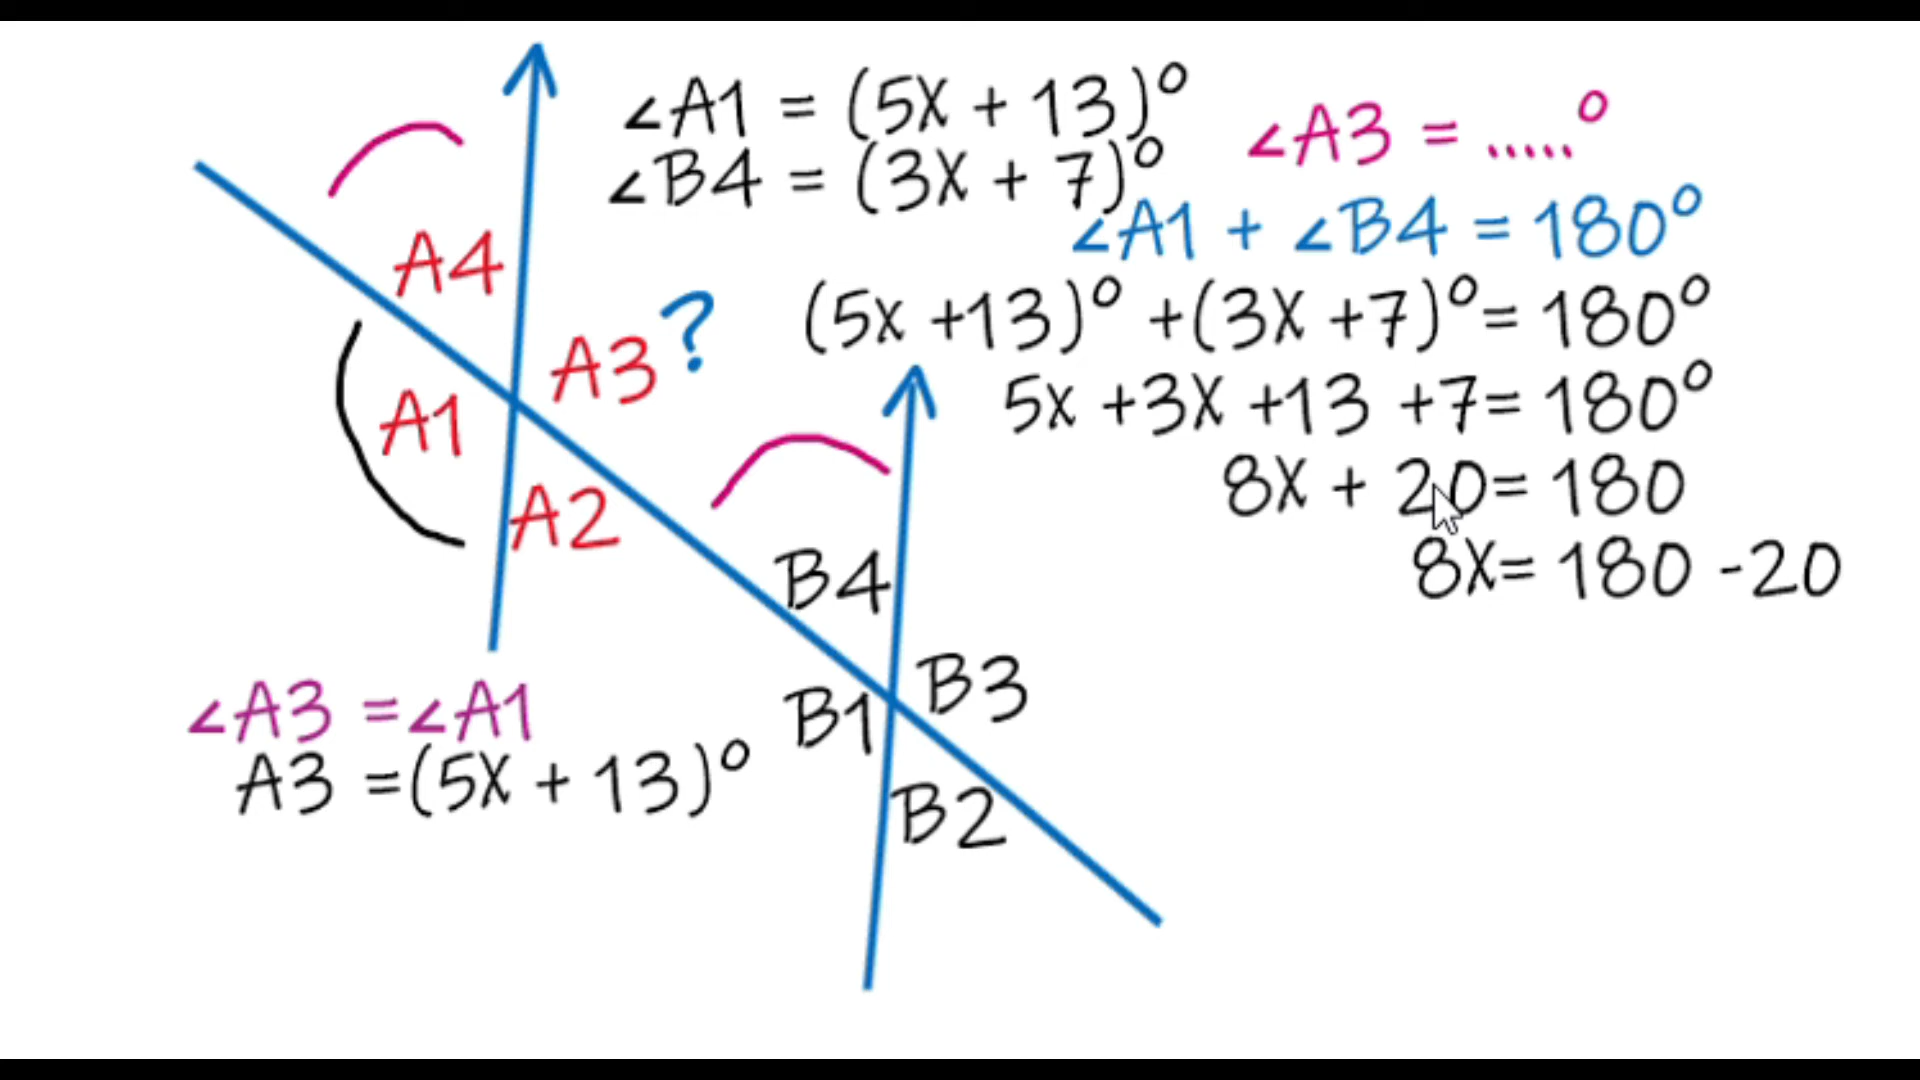 ∠A1 = (5X + 13)°
∠B4 = (3X + 7)°
∠A3 = .....°
∠A1 + ∠B4 = 180°
(5x +13)° +(3X +7)°= 180°
5x +3X +13 +7= 180°
8X + 20= 180
8X= 180 -20
A4
A3 ?
A1
A2
B4
B3
B1
B2
∠A3 =∠A1
A3 =(5X + 13)°